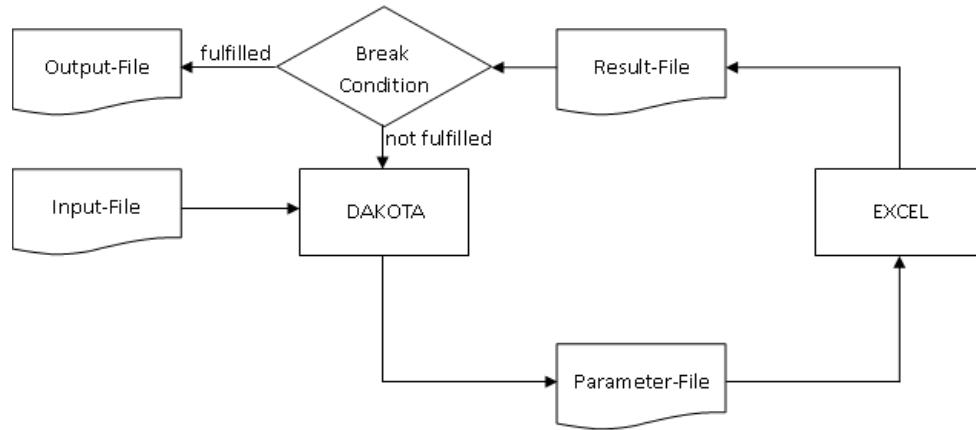 Output-File
fulfilled
Break
Condition
Result-File
not fulfilled
Input-File
DAKOTA
EXCEL
Parameter-File